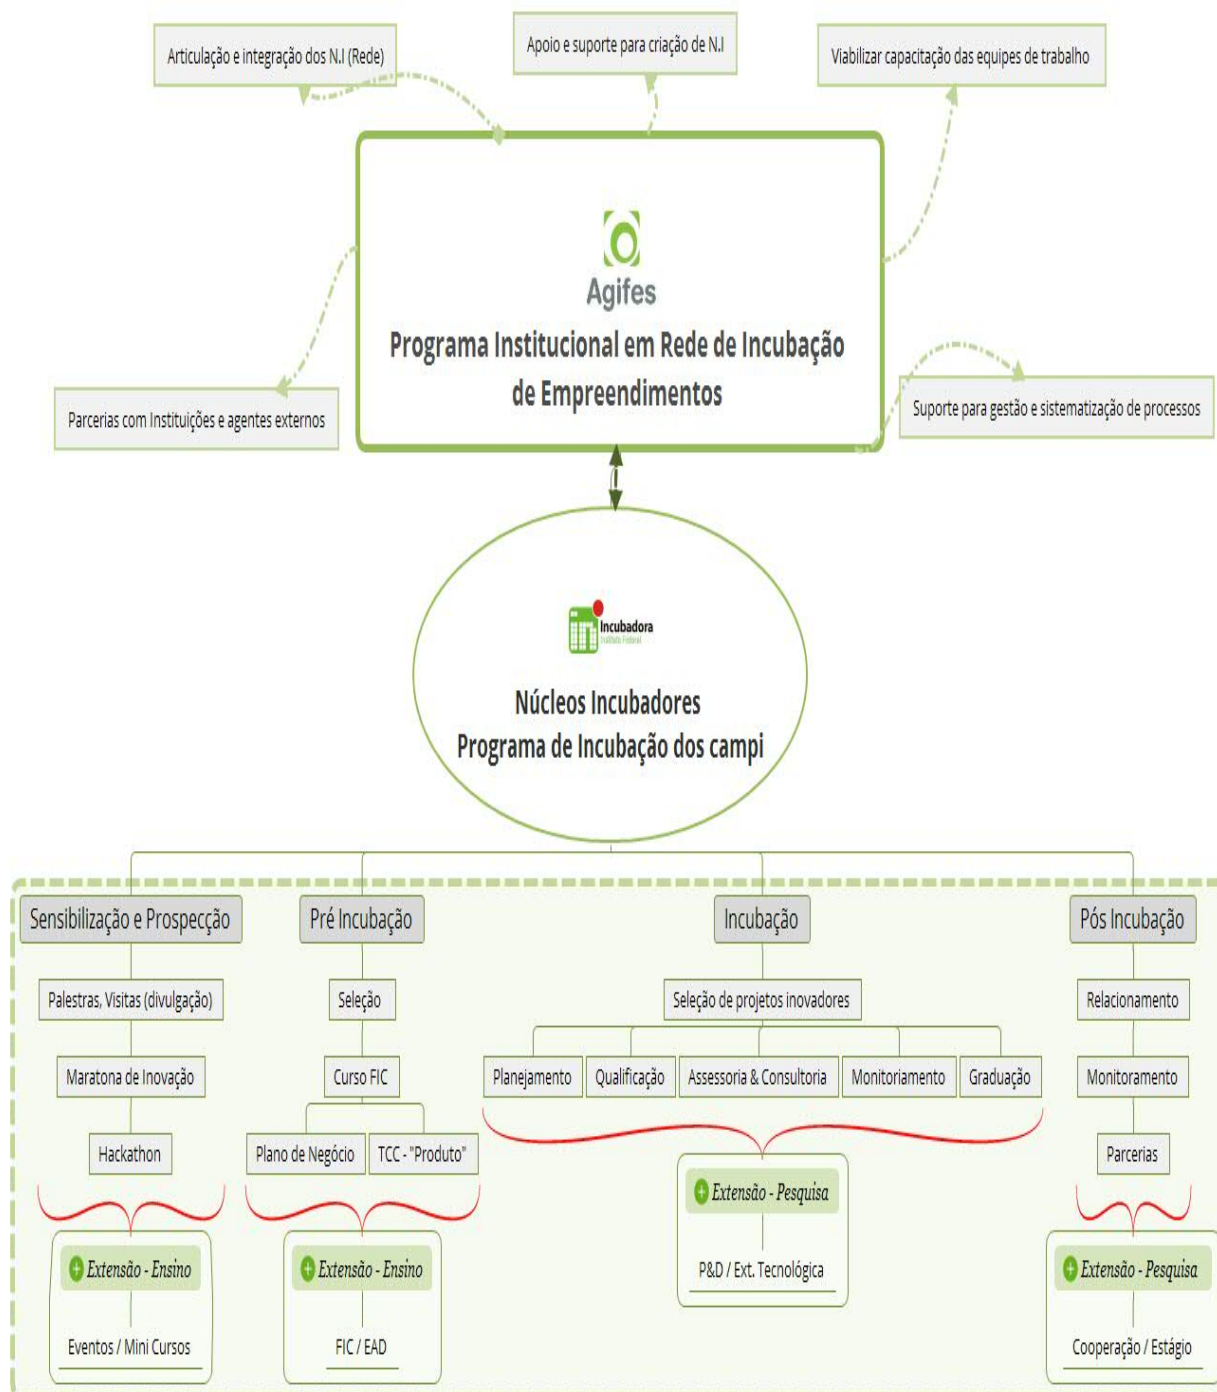 Articulação e integração dos N.I (Rede)
Apoio e suporte para criação de N.I
Viabilizar capacitação das equipes de trabalho
Agifes
Programa Institucional em Rede de Incubação
de Empreendimentos
Parcerias com Instituições e agentes externos
Suporte para gestão e sistematização de processos
Incubadora
Instituto Federal
Núcleos Incubadores
Programa de Incubação dos campi
Sensibilização e Prospecção
Pré Incubação
Incubação
Pós Incubação
Palestras, Visitas (divulgação)
Seleção
Seleção de projetos inovadores
Relacionamento
Maratona de Inovação
Curso FIC
Planejamento
Qualificação
Assessoria & Consultoria
Monitoriamento
Graduação
Monitoramento
Hackathon
Plano de Negócio
TCC - "Produto"
Parcerias
Extensão - Pesquisa
P&D / Ext. Tecnológica
Extensão - Ensino
Extensão - Ensino
Extensão - Pesquisa
Eventos / Mini Cursos
FIC / EAD
Cooperação / Estágio